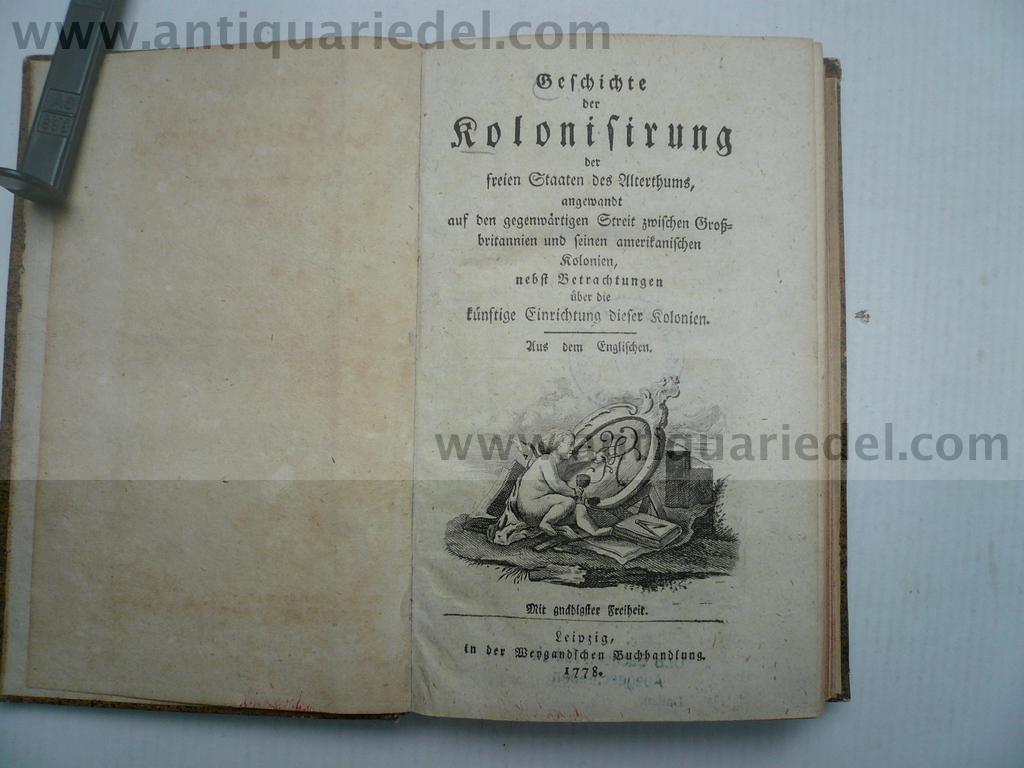 www.antiquariedel.com
Geschichte
der
Kolonisirung
der
freien Staaten des Alterthums,
angewandt
auf den gegenwärtigen Streit zwischen Groß=
britannien und seinen amerikanischen
Kolonien,
nebst Betrachtungen
über die
künftige Einrichtung dieser Kolonien.
Aus dem Englischen.
www.antiquariedel.com
Mit gnädigster Freiheit.
Leipzig,
in der Weygandschen Buchhandlung.
1778.